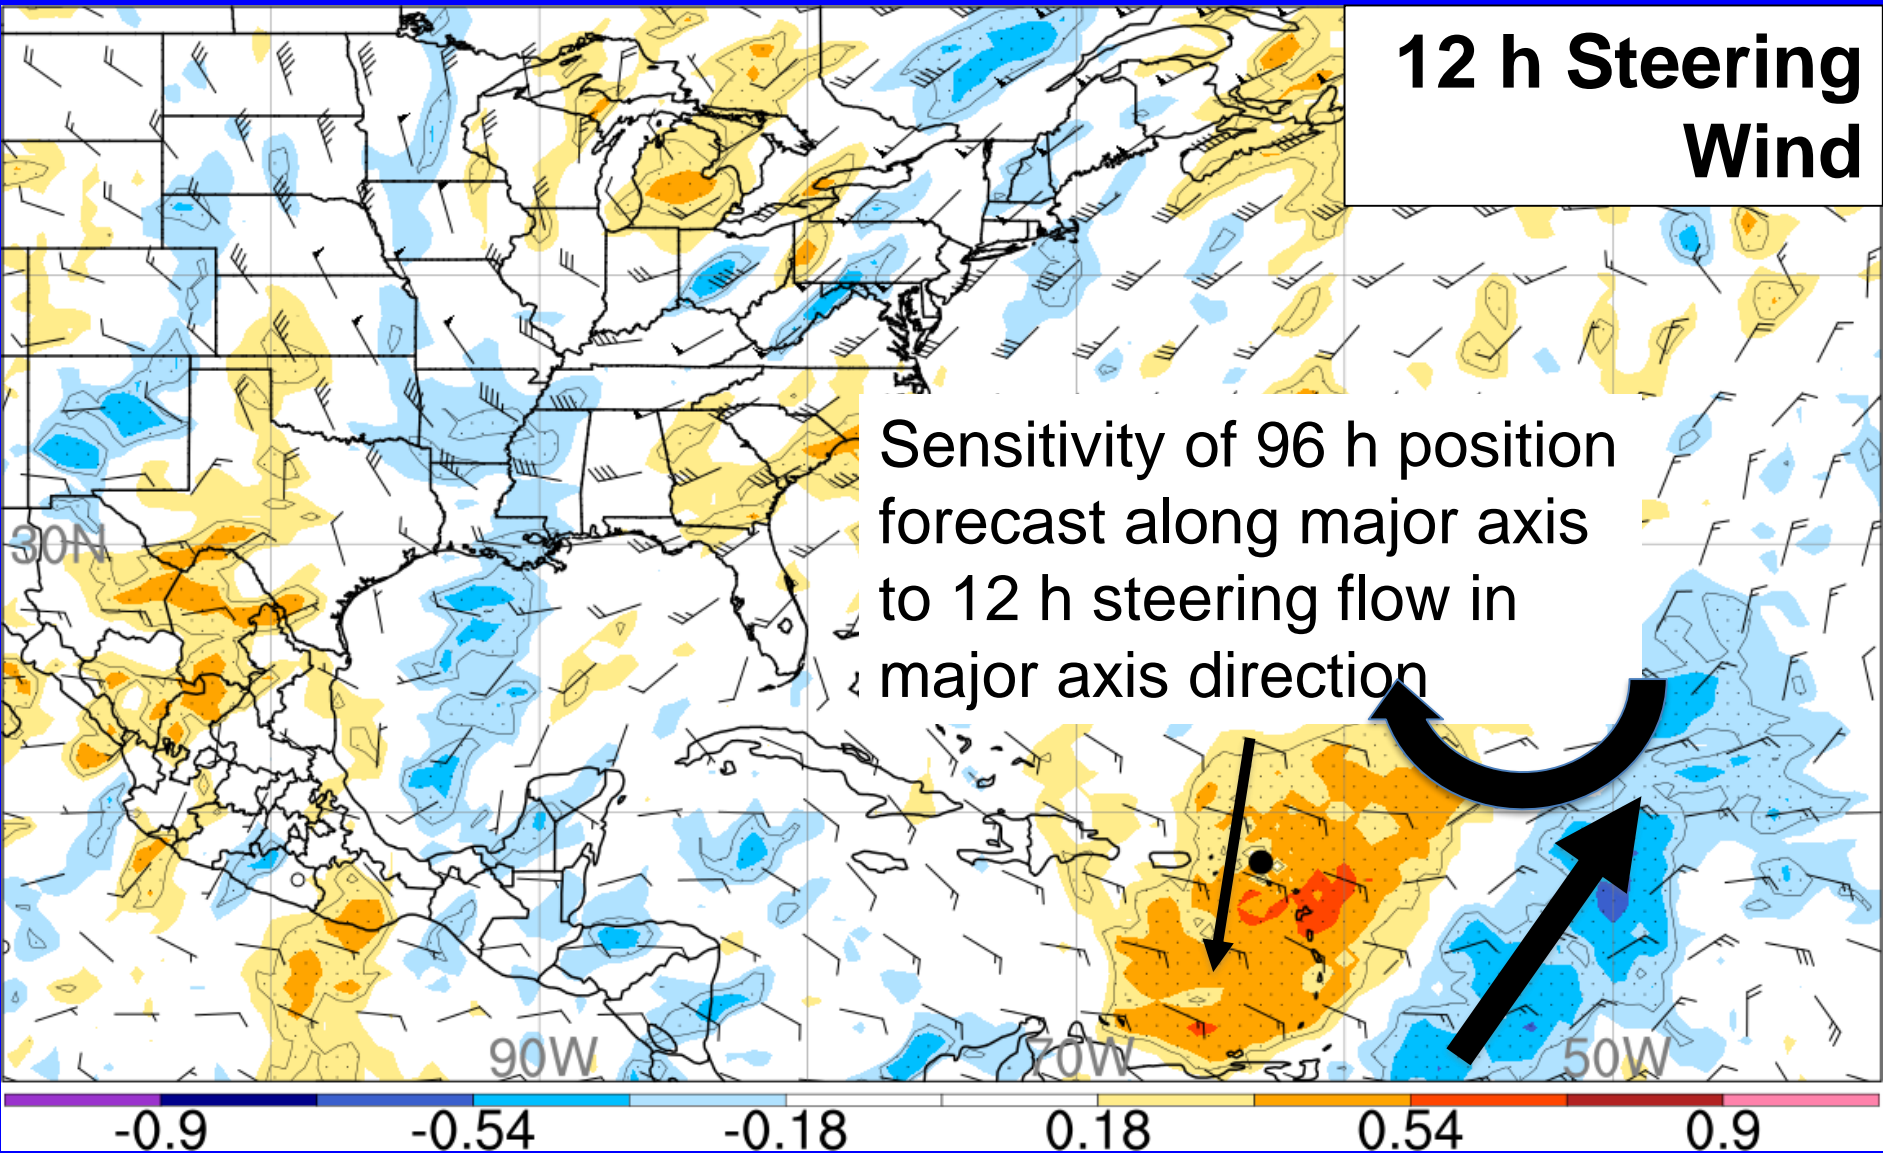 12 h Steering
Wind
Sensitivity of 96 h position
forecast along major axis
to 12 h steering flow in
major axis direction
30N
90W
70W
50W
-0.9
-0.54
-0.18
0.18
0.54
0.9